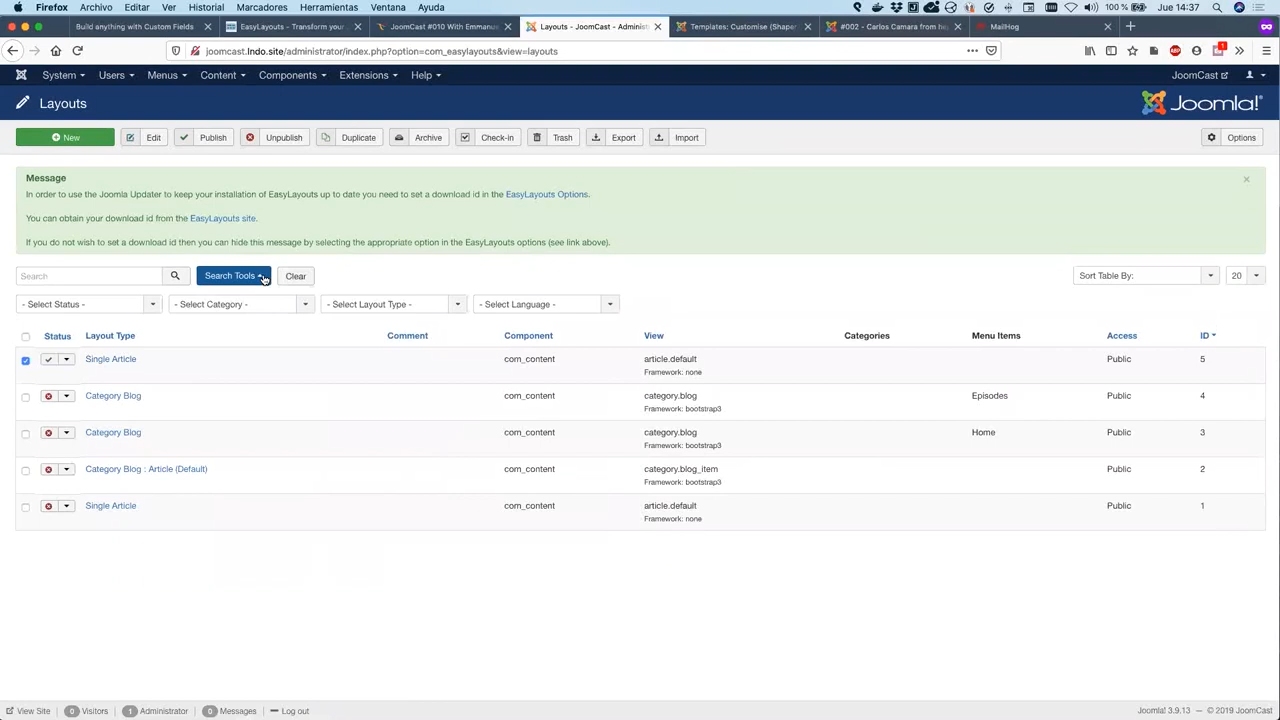 Firefox Archivo Editar Ver Historial Marcadores Herramientas Ventana Ayuda 100 % Jue 14:37
Build anything with Custom Fields EasyLayouts – Transform your JoomCast #010 With Emmanue Layouts - JoomCast - Administ Templates: Customise (Shaper #002 - Carlos Camara from MailHog
joomcast.lndo.site/administrator/index.php?option=com_easylayouts&view=layouts
System Users Menus Content Components Extensions Help JoomCast
Layouts Joomla!
New Edit Publish Unpublish Duplicate Archive Check-in Trash Export Import Options
Message
In order to use the Joomla Updater to keep your installation of EasyLayouts up to date you need to set a download id in the EasyLayouts Options.
You can obtain your download id from the EasyLayouts site.
If you do not wish to set a download id then you can hide this message by selecting the appropriate option in the EasyLayouts options (see link above).
Search Search Tools Clear Sort Table By: 20
- Select Status - - Select Category - - Select Layout Type - - Select Language -
Status Layout Type Comment Component View Categories Menu Items Access ID
Single Article com_content article.default Public 5
Framework: none
Category Blog com_content category.blog Episodes Public 4
Framework: bootstrap3
Category Blog com_content category.blog Home Public 3
Framework: bootstrap3
Category Blog : Article (Default) com_content category.blog_item Public 2
Framework: bootstrap3
Single Article com_content article.default Public 1
Framework: none
View Site 0 Visitors 1 Administrator 0 Messages Log out Joomla! 3.9.13 — © 2019 JoomCast